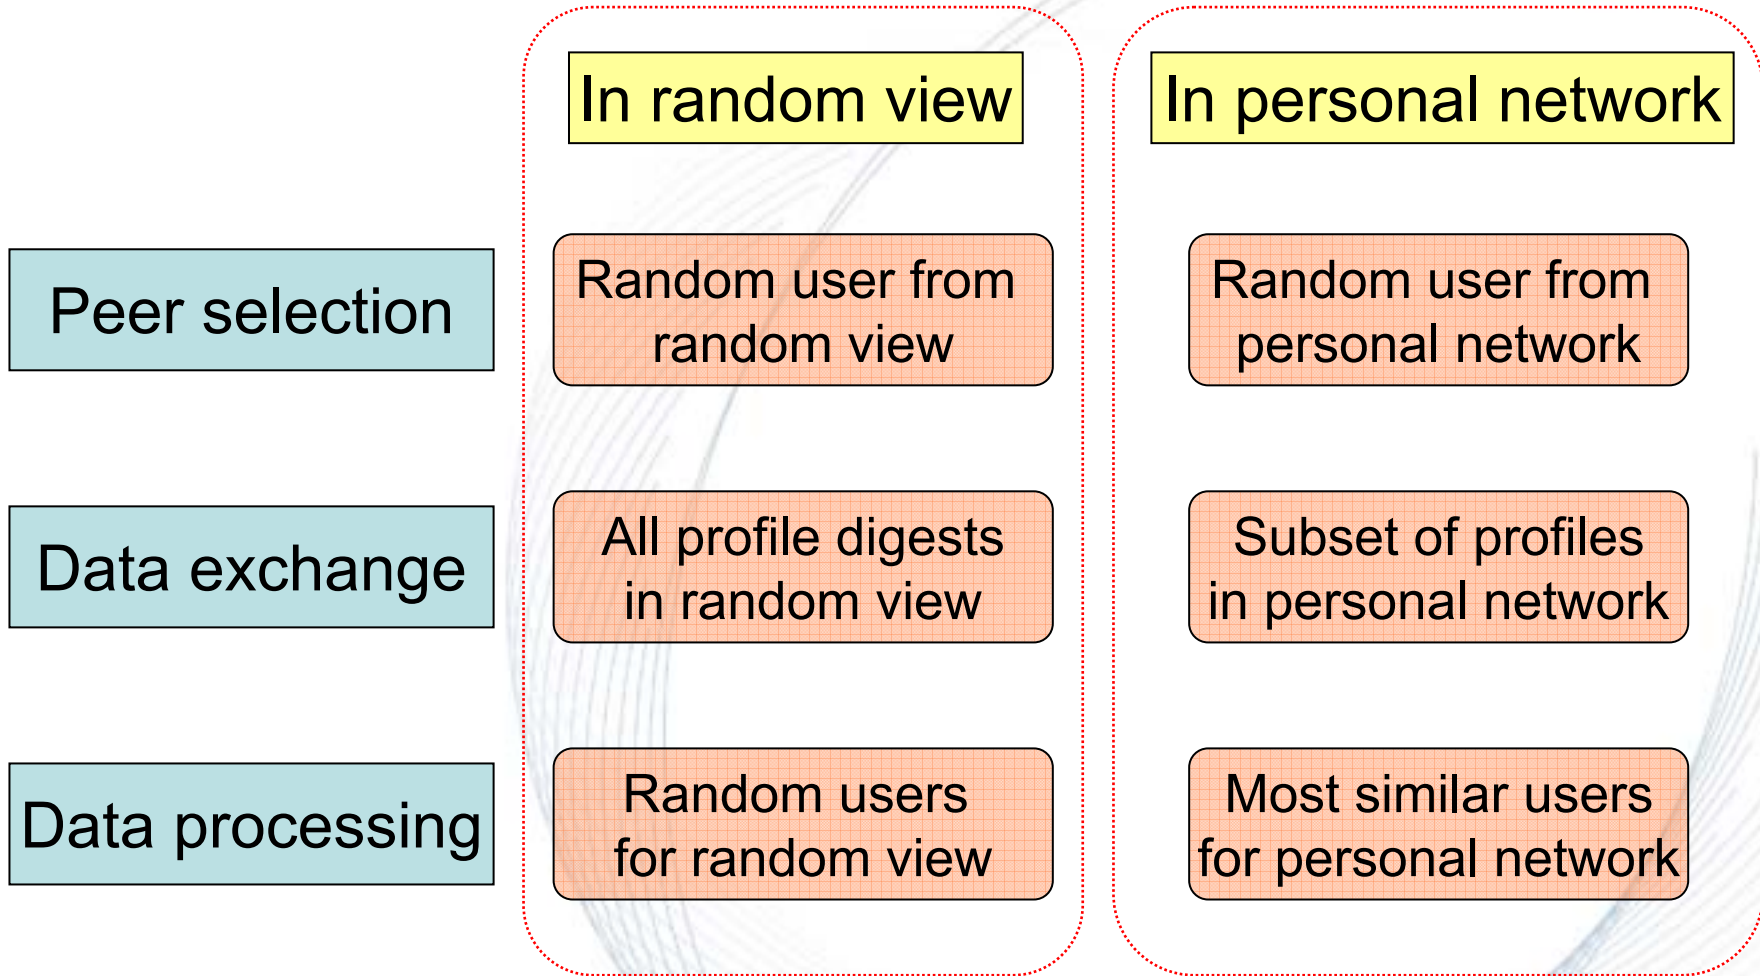 In random view
In personal network
Peer selection
Random user from
random view
Random user from
personal network
Data exchange
All profile digests
in random view
Subset of profiles
in personal network
Data processing
Random users
for random view
Most similar users
for personal network